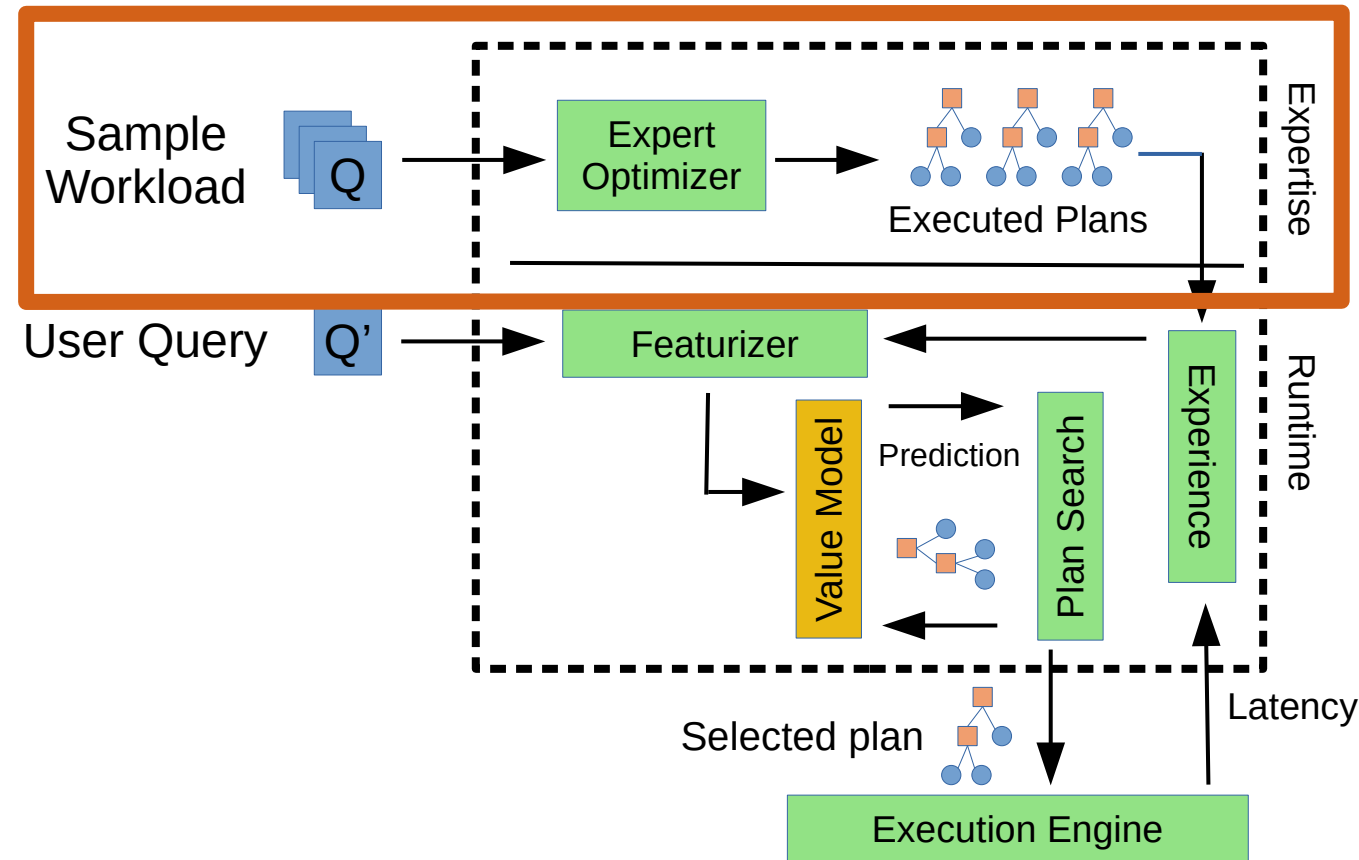 Sample
Workload
Q
Expert
Optimizer
Executed Plans
Expertise
User Query
Q’
Featurizer
Runtime
Value Model
Prediction
Plan Search
Experience
Selected plan
Latency
Execution Engine